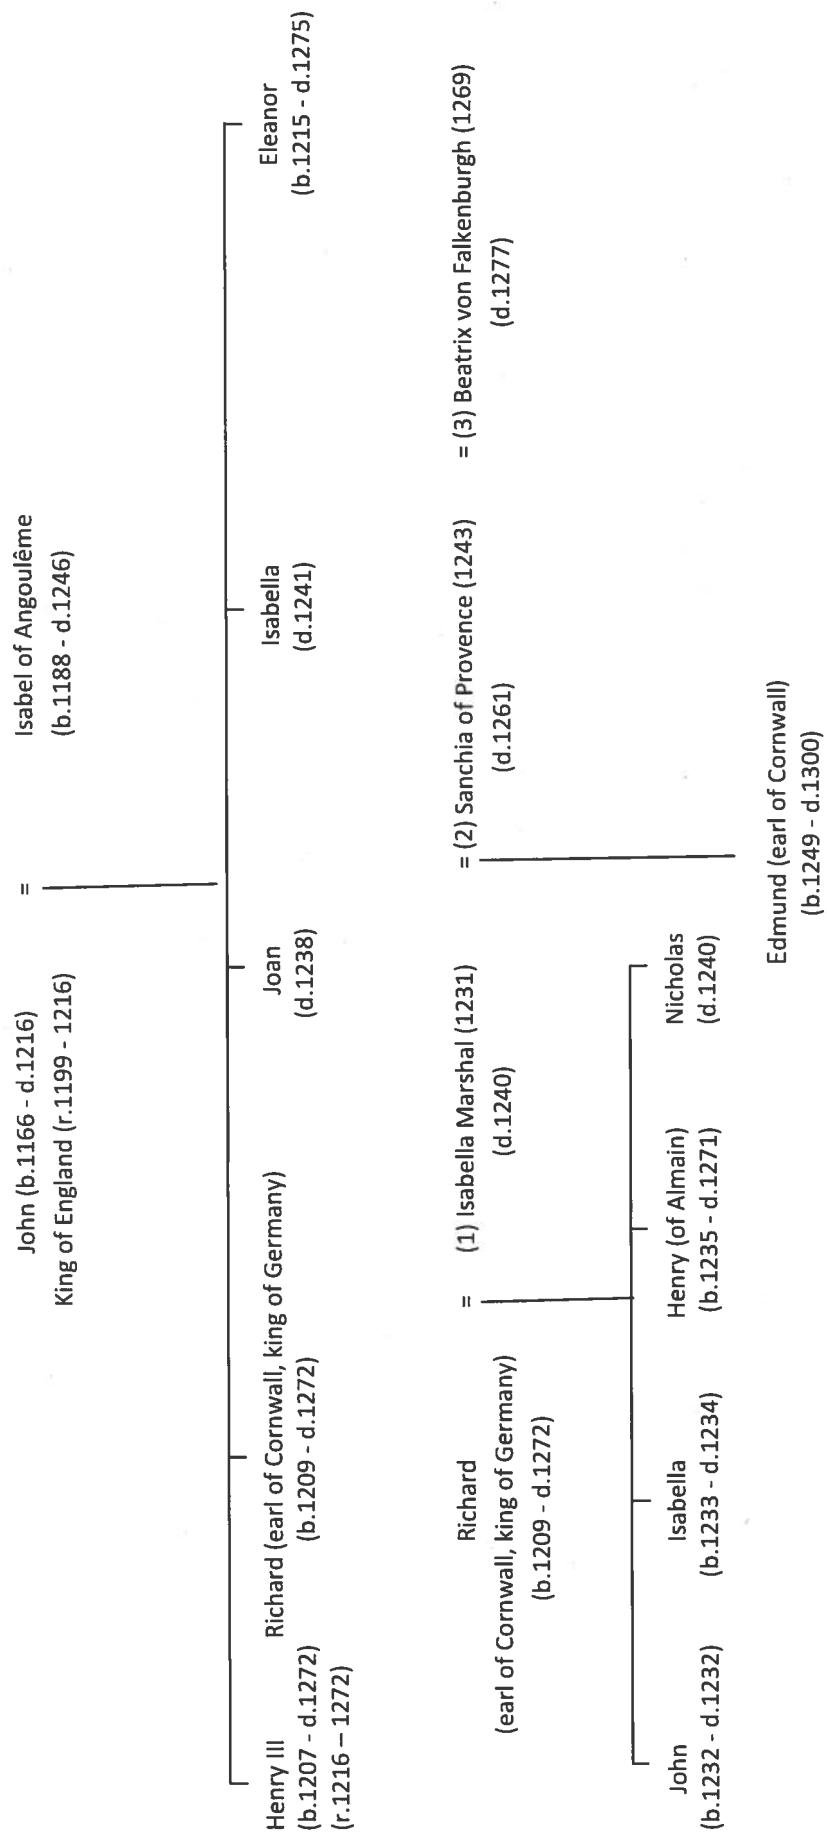 John (b.1166 - d.1216)
King of England (r.1199 - 1216)
=
Isabel of Angoulême
(b.1188 - d.1246)
Henry III
(b.1207 - d.1272)
(r.1216 – 1272)
Richard (earl of Cornwall, king of Germany)
(b.1209 - d.1272)
Joan
(d.1238)
Isabella
(d.1241)
Eleanor
(b.1215 - d.1275)
Richard
(earl of Cornwall, king of Germany)
(b.1209 - d.1272)
=
(1) Isabella Marshal (1231)
(d.1240)
= (2) Sanchia of Provence (1243)
(d.1261)
= (3) Beatrix von Falkenburgh (1269)
(d.1277)
John
(b.1232 - d.1232)
Isabella
(b.1233 - d.1234)
Henry (of Almain)
(b.1235 - d.1271)
Nicholas
(d.1240)
Edmund (earl of Cornwall)
(b.1249 - d.1300)